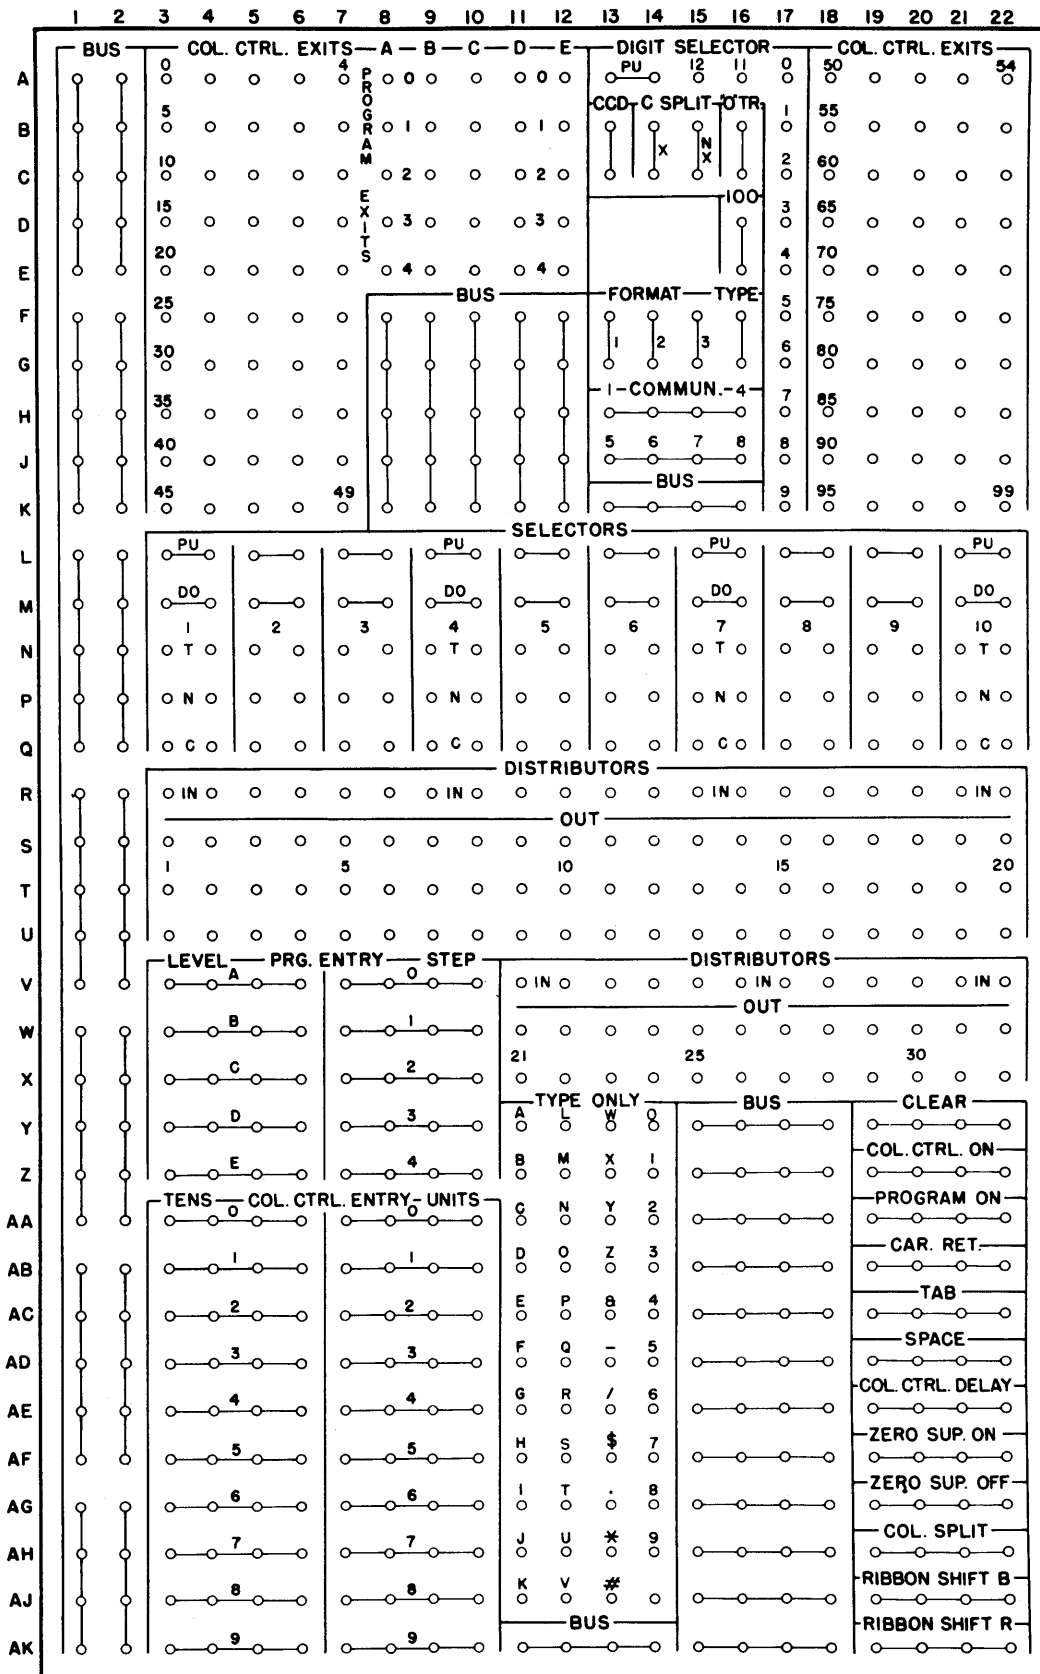 1 2 3 4 5 6 7 8 9 10 11 12 13 14 15 16 17 18 19 20 21 22
BUS COL. CTRL. EXITS A B C D E DIGIT SELECTOR COL. CTRL. EXITS
A 0 4 0 0 PU 12 11 0 50 54
PROGRAM EXITS
CCD C SPLIT "0" TR.
B 5 1 1 1 55
X NX
C 10 2 2 2 60
100
D 15 3 3 3 65
E 20 4 4 4 70
BUS FORMAT TYPE
F 25 5 75
1 2 3
G 30 6 80
1 - COMMUN. - 4
H 35 7 85
J 40 5 6 7 8 8 90
BUS
K 45 49 9 95 99
SELECTORS
L PU PU PU PU
M DO DO DO DO
1 2 3 4 5 6 7 8 9 10
N T T T T
P N N N N
Q C C C C
DISTRIBUTORS
R IN IN IN IN
OUT
S
1 5 10 15 20
T
U
LEVEL PRG. ENTRY STEP DISTRIBUTORS
V A 0 IN IN IN
OUT
W B 1
21 25 30
X C 2
TYPE ONLY BUS CLEAR
Y D 3 A L W 0
COL. CTRL. ON
Z E 4 B M X 1
TENS COL. CTRL. ENTRY - UNITS PROGRAM ON
AA 0 0 C N Y 2
CAR. RET.
AB 1 1 D O Z 3
TAB
AC 2 2 E P & 4
SPACE
AD 3 3 F Q - 5
COL. CTRL. DELAY
AE 4 4 G R / 6
ZERO SUP. ON
AF 5 5 H S $ 7
ZERO SUP. OFF
AG 6 6 I T . 8
COL. SPLIT
AH 7 7 J U * 9
RIBBON SHIFT B
AJ 8 8 K V #
BUS RIBBON SHIFT R
AK 9 9